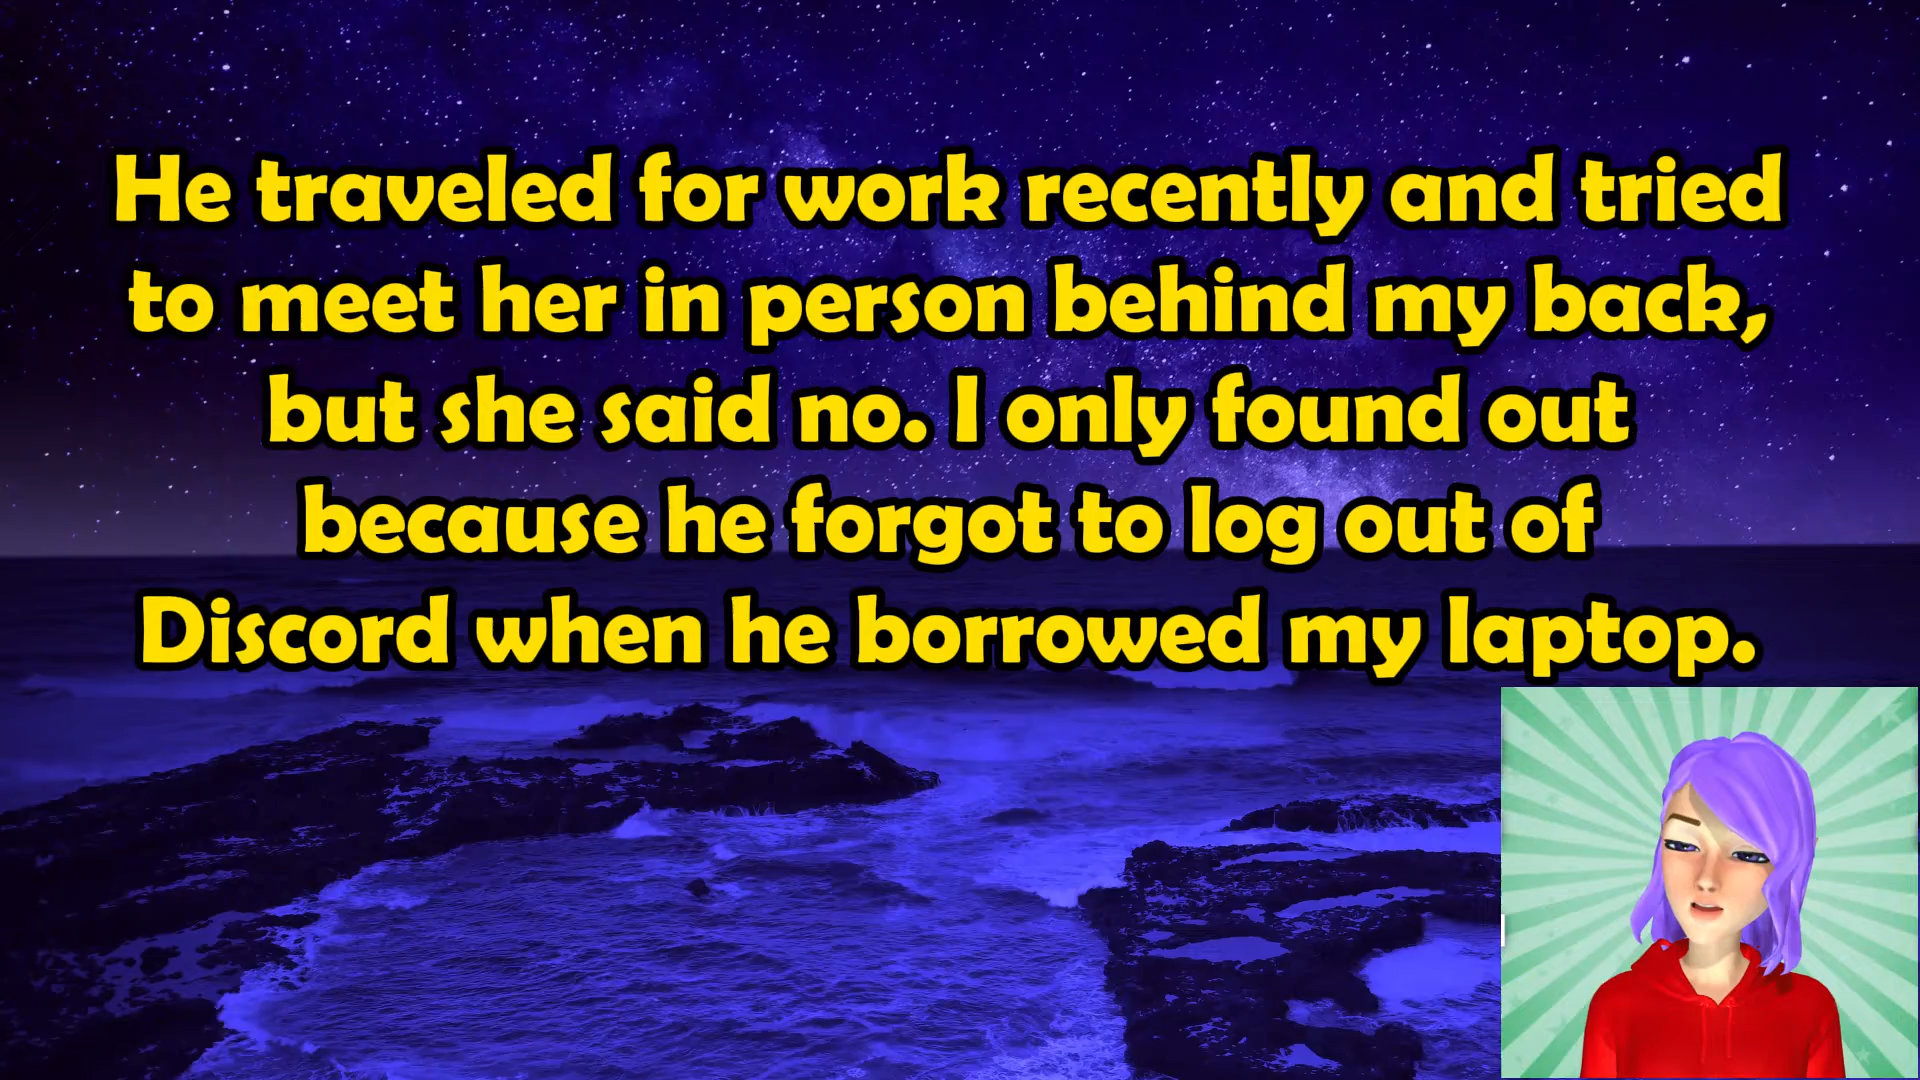 He traveled for work recently and tried
to meet her in person behind my back,
but she said no. I only found out
because he forgot to log out of
Discord when he borrowed my laptop.